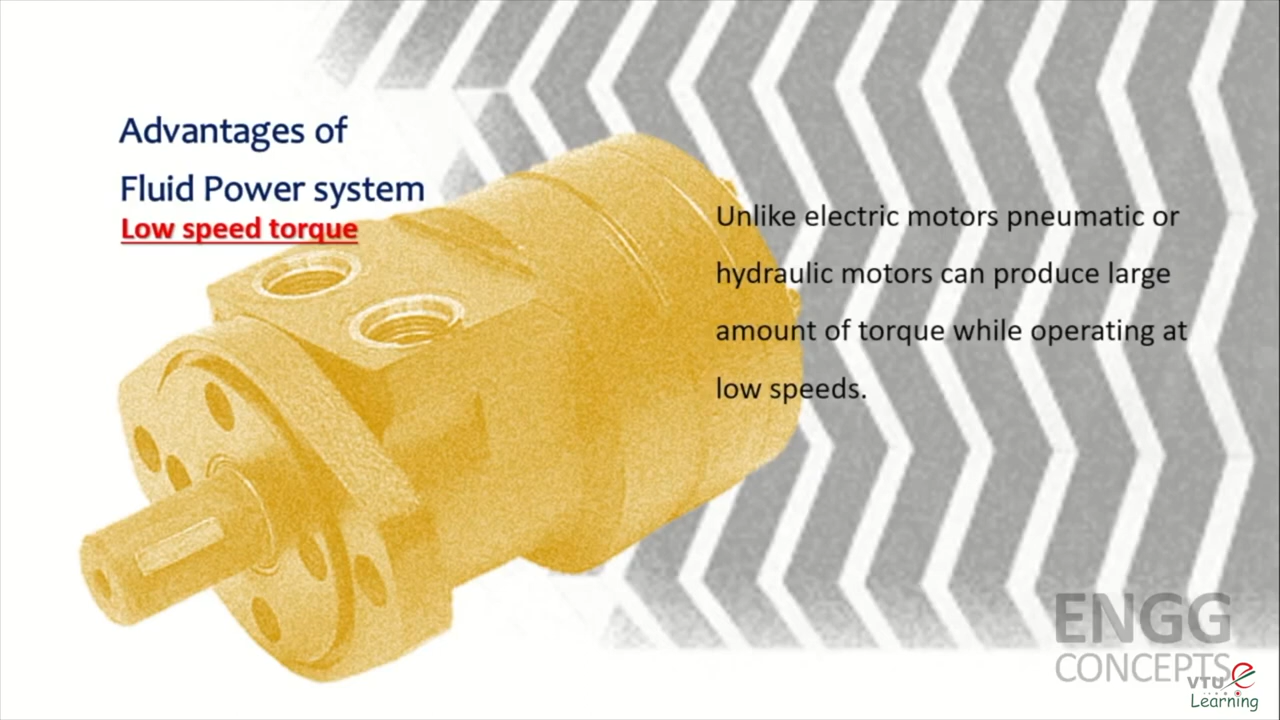 Advantages of
Fluid Power system
Low speed torque
Unlike electric motors pneumatic or
hydraulic motors can produce large
amount of torque while operating at
low speeds.
ENGG
CONCEPTS
VTU e
Learning